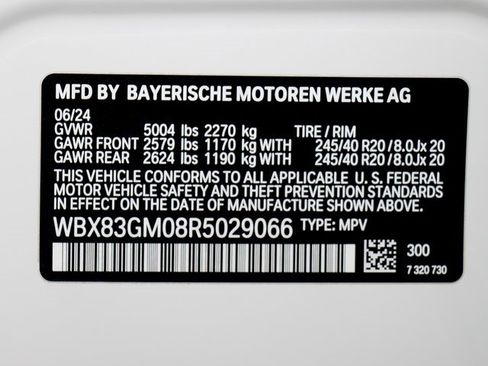 MFD BY BAYERISCHE MOTOREN WERKE AG
06/24
GVWR 5004 lbs 2270 kg TIRE / RIM
GAWR FRONT 2579 lbs 1170 kg WITH 245/40 R20 / 8.0Jx 20
GAWR REAR 2624 lbs 1190 kg WITH 245/40 R20 / 8.0Jx 20
THIS VEHICLE CONFORMS TO ALL APPLICABLE U. S. FEDERAL
MOTOR VEHICLE SAFETY AND THEFT PREVENTION STANDARDS
IN EFFECT ON THE DATE OF MANUFACTURE SHOWN ABOVE.
WBX83GM08R5029066 TYPE: MPV
300
7 320 730